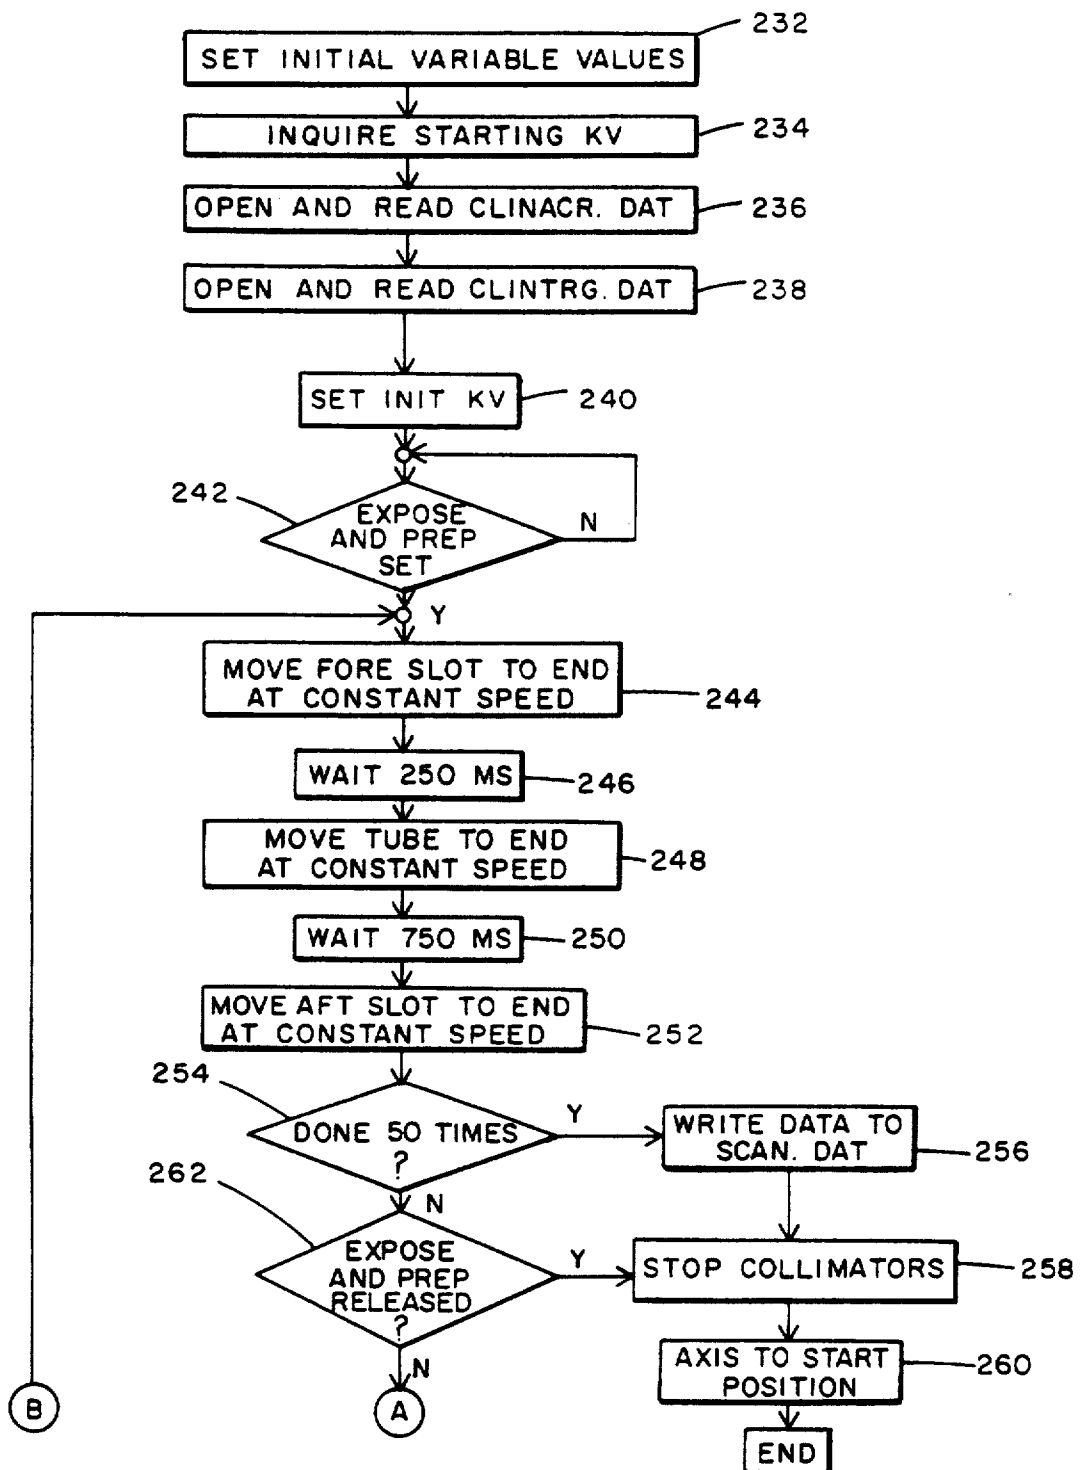 232
SET INITIAL VARIABLE VALUES
INQUIRE STARTING KV
234
OPEN AND READ CLINACR. DAT
236
OPEN AND READ CLINTRG. DAT
238
SET INIT KV
240
242
EXPOSE
AND PREP
SET
N
Y
MOVE FORE SLOT TO END
AT CONSTANT SPEED
244
WAIT 250 MS
246
MOVE TUBE TO END
AT CONSTANT SPEED
248
WAIT 750 MS
250
MOVE AFT SLOT TO END
AT CONSTANT SPEED
252
254
DONE 50 TIMES
?
Y
WRITE DATA TO
SCAN. DAT
256
262
N
EXPOSE
AND PREP
RELEASED
?
Y
STOP COLLIMATORS
258
N
AXIS TO START
POSITION
260
B
A
END